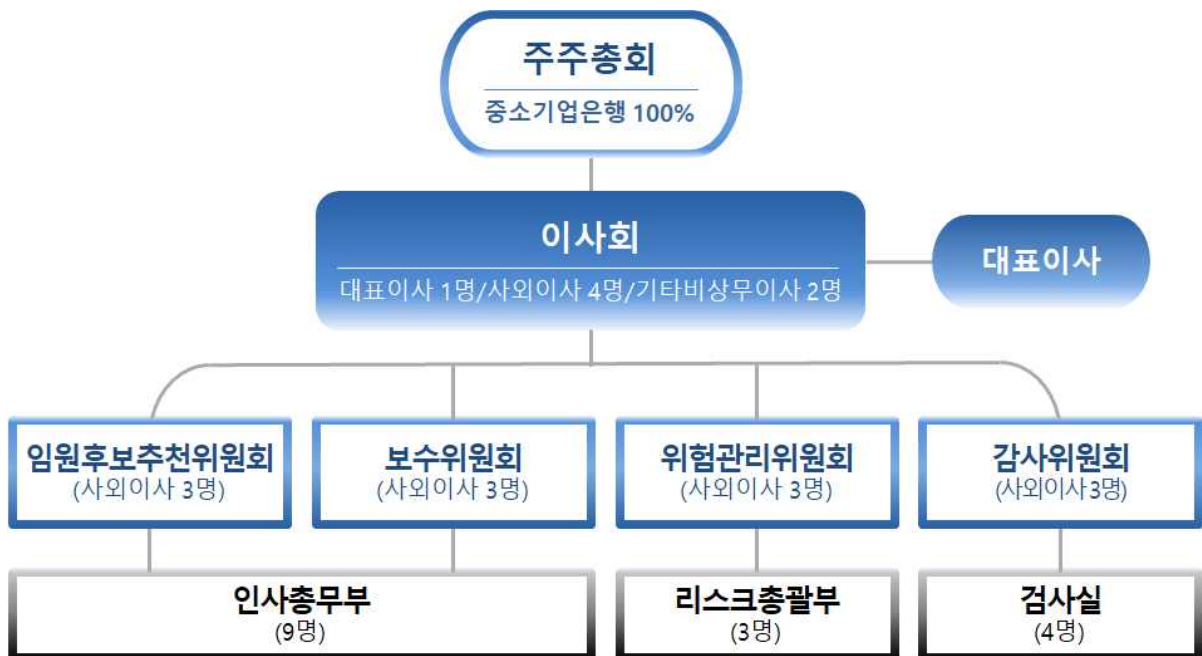 주주총회
중소기업은행 100%
이사회
대표이사 1명/사외이사 4명/기타비상무이사 2명
대표이사
임원후보추천위원회
(사외이사 3명)
보수위원회
(사외이사 3명)
위험관리위원회
(사외이사 3명)
감사위원회
(사외이사 3명)
인사총무부
(9명)
리스크총괄부
(3명)
검사실
(4명)